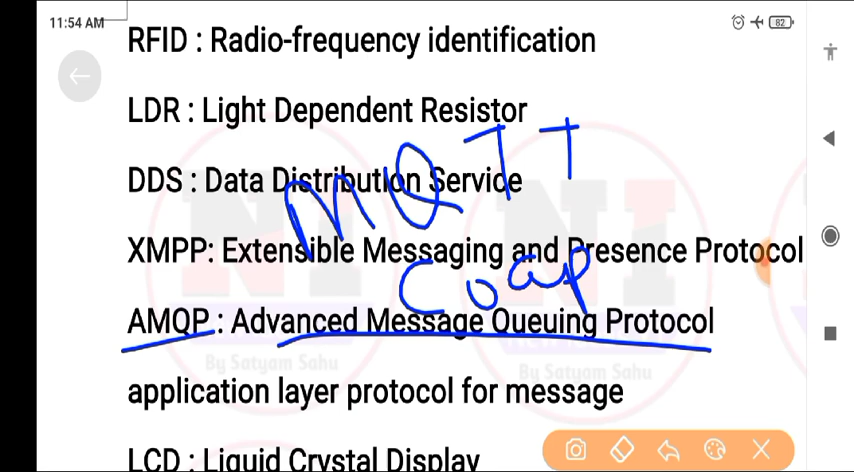 11:54 AM
82
RFID : Radio-frequency identification
LDR : Light Dependent Resistor
DDS : Data Distribution Service
MQTT
XMPP: Extensible Messaging and Presence Protocol
Coap
AMQP : Advanced Message Queuing Protocol
By Satyam Sahu
By Satyam Sahu
application layer protocol for message
LCD : Liquid Crystal Display